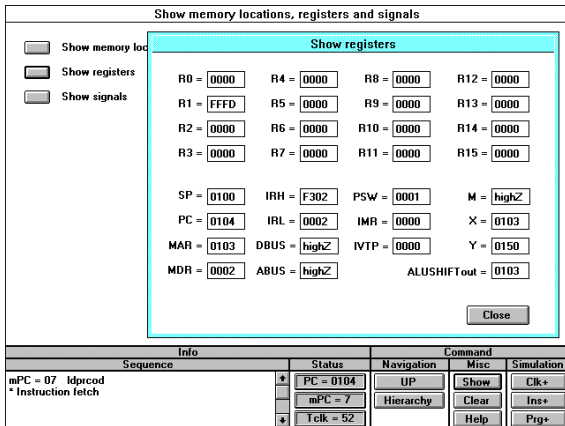 Show memory locations, registers and signals
Show memory loc
Show registers
Show signals
Show registers
R0 = 0000 R4 = 0000 R8 = 0000 R12 = 0000
R1 = FFFD R5 = 0000 R9 = 0000 R13 = 0000
R2 = 0000 R6 = 0000 R10 = 0000 R14 = 0000
R3 = 0000 R7 = 0000 R11 = 0000 R15 = 0000
SP = 0100 IRH = F302 PSW = 0001 M = highZ
PC = 0104 IRL = 0002 IMR = 0000 X = 0103
MAR = 0103 DBUS = highZ IVTP = 0000 Y = 0150
MDR = 0002 ABUS = highZ ALUSHIFTout = 0103
Close
Info Command
Sequence Status Navigation Misc Simulation
mPC = 07 ldprcod PC = 0104 UP Show Clk+
* Instruction fetch mPC = 7 Hierarchy Clear Ins+
Tclk = 52 Help Prg+